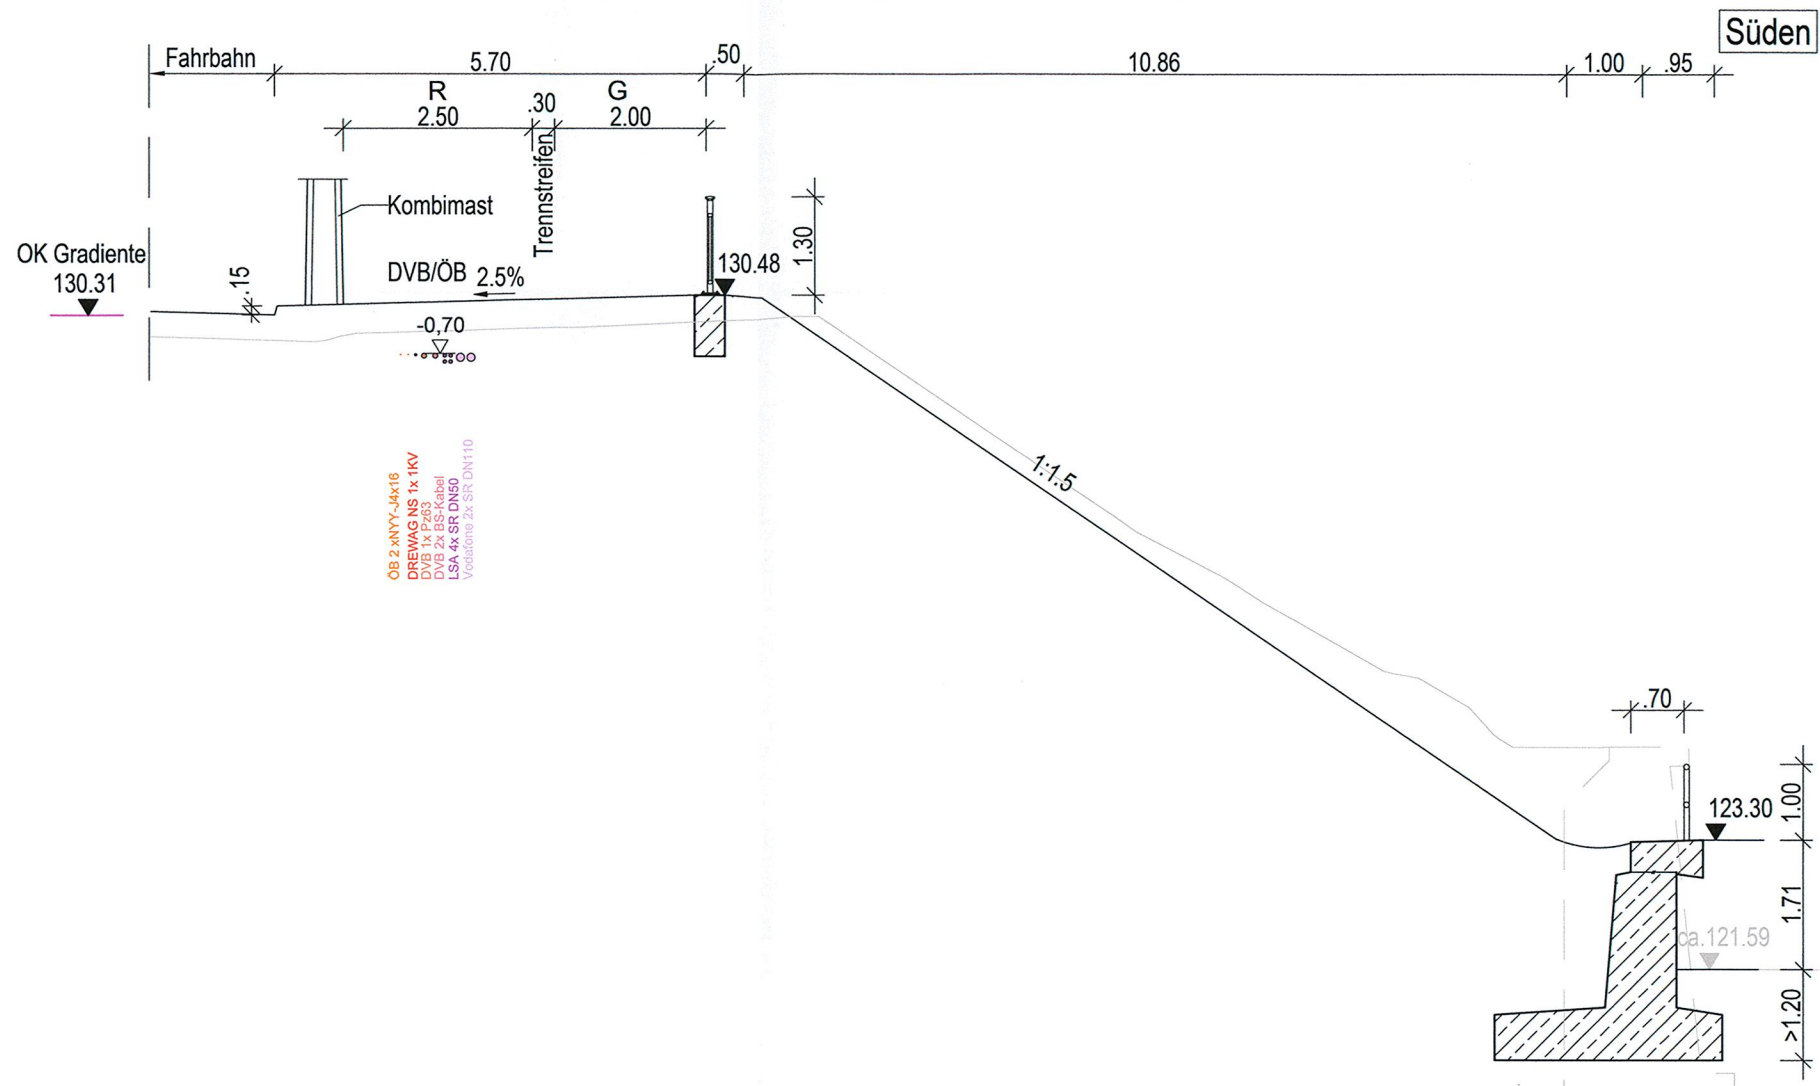 Süden
Fahrbahn
5.70
.50
10.86
1.00
.95
R
G
2.50
.30
2.00
Trennstreifen
Kombimast
OK Gradiente
130.31
.15
DVB/ÖB
2.5%
130.48
1.30
-0,70
ÖB 2 xNYY-J4x16
DREWAG NS 1x 1KV
DVB 1x Pz63
DVB 2x BS-Kabel
LSA 4x SR DN50
Vodafone 2x SR DN110
1:1.5
.70
1.00
123.30
1.71
ca.121.59
>1.20